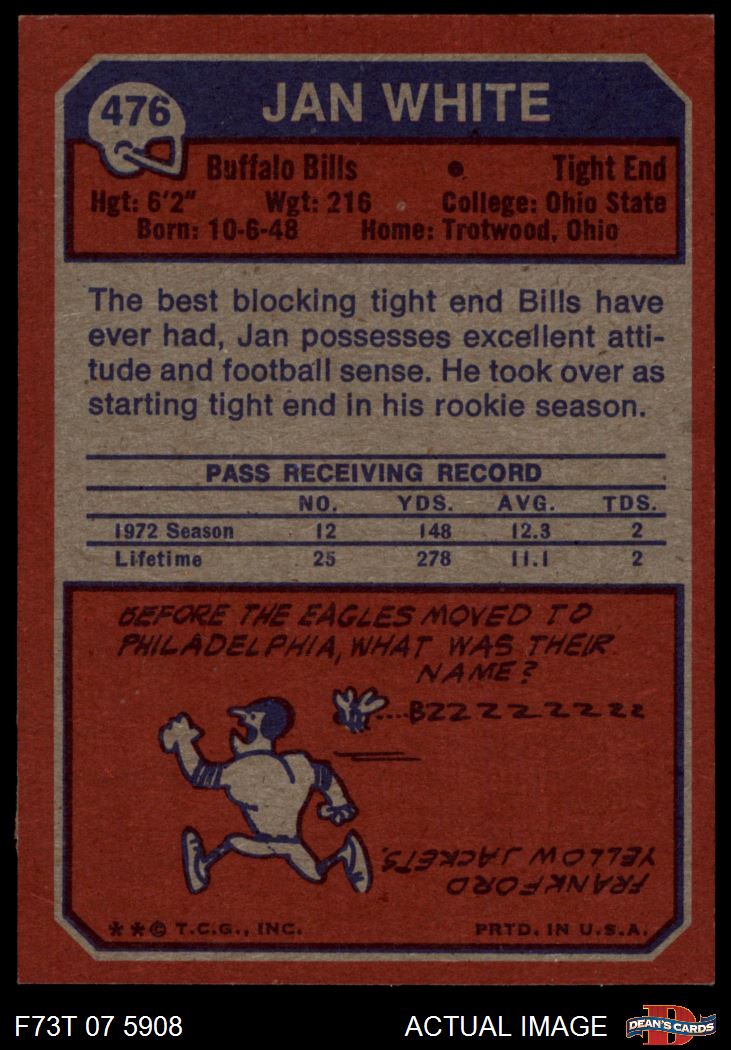 476
JAN WHITE
Buffalo Bills • Tight End
Hgt: 6'2" Wgt: 216 College: Ohio State
Born: 10-6-48 Home: Trotwood, Ohio
The best blocking tight end Bills have
ever had, Jan possesses excellent atti-
tude and football sense. He took over as
starting tight end in his rookie season.
PASS RECEIVING RECORD
NO. YDS. AVG. TDS.
1972 Season 12 148 12.3 2
Lifetime 25 278 11.1 2
BEFORE THE EAGLES MOVED TO
PHILADELPHIA, WHAT WAS THEIR
NAME?
....BZZZZZZZZZ
FRANKFORD
YELLOW JACKETS.
**© T.C.G., INC. PRTD. IN U.S.A.
F73T 07 5908 ACTUAL IMAGE
D
DEAN'S CARDS